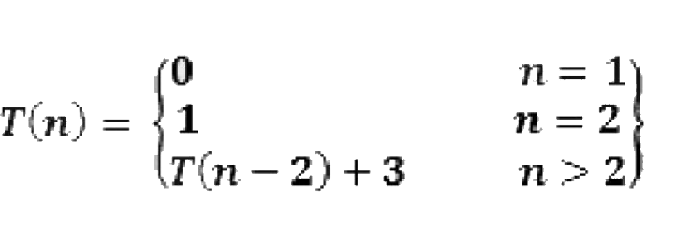 T(n) = { 0 n = 1
1 n = 2
T(n − 2) + 3 n > 2 }